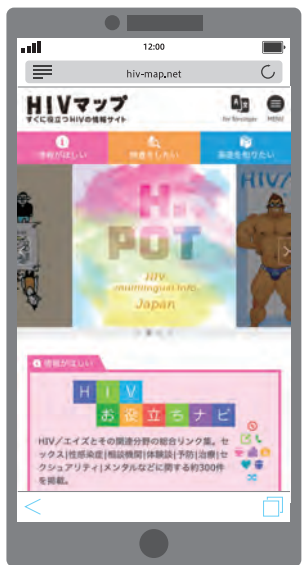 12:00
hiv-map.net
HIVマップ
すぐに役立つHIVの情報サイト
for foreigner
MENU
情報がほしい
検査をしたい
支援を知りたい
Hi
POT
HIV
multilingual.info.
Japan
HIV/
情報がほしい
HIV
お役立ちナビ
HIV／エイズとその関連分野の総合リンク集。セ
ックス|性感染症|相談機関|体験談|予防|治療|セ
クシュアリティ|メンタルなどに関する約300件
を掲載。